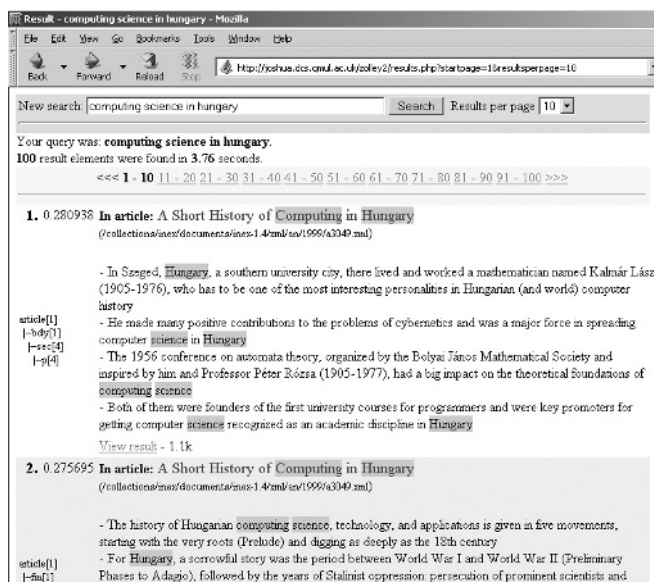 Result - computing science in hungary - Mozilla
File Edit View Go Bookmarks Tools Window Help
Back Forward Reload Stop http://joshua.dcs.qmul.ac.uk/zolley2/results.php?startpage=1&resultsperpage=10
New search: computing science in hungary Search Results per page 10
Your query was: computing science in hungary.
100 result elements were found in 3.76 seconds.
<<< 1 - 10 11 - 20 21 - 30 31 - 40 41 - 50 51 - 60 61 - 70 71 - 80 81 - 90 91 - 100 >>>
1. 0.280938 In article: A Short History of Computing in Hungary
(/collections/inex/documents/inex-1.4/xml/an/1999/a3049.xml)
- In Szeged, Hungary, a southern university city, there lived and worked a mathematician named Kalmár Lász
(1905-1976), who has to be one of the most interesting personalities in Hungarian (and world) computer
history
- He made many positive contributions to the problems of cybernetics and was a major force in spreading
computer science in Hungary
- The 1956 conference on automata theory, organized by the Bolyai János Mathematical Society and
inspired by him and Professor Péter Rózsa (1905-1977), had a big impact on the theoretical foundations of
computing science
- Both of them were founders of the first university courses for programmers and were key promoters for
getting computer science recognized as an academic discipline in Hungary
article[1]
|-bdy[1]
|-sec[4]
|-p[4]
View result - 1.1k
2. 0.275695 In article: A Short History of Computing in Hungary
(/collections/inex/documents/inex-1.4/xml/an/1999/a3049.xml)
- The history of Hungarian computing science, technology, and applications is given in five movements,
starting with the very roots (Prelude) and digging as deeply as the 18th century
- For Hungary, a sorrowful story was the period between World War I and World War II (Preliminary
Phases to Adagio), followed by the years of Stalinist oppression: persecution of prominent scientists and
article[1]
|-fm[1]